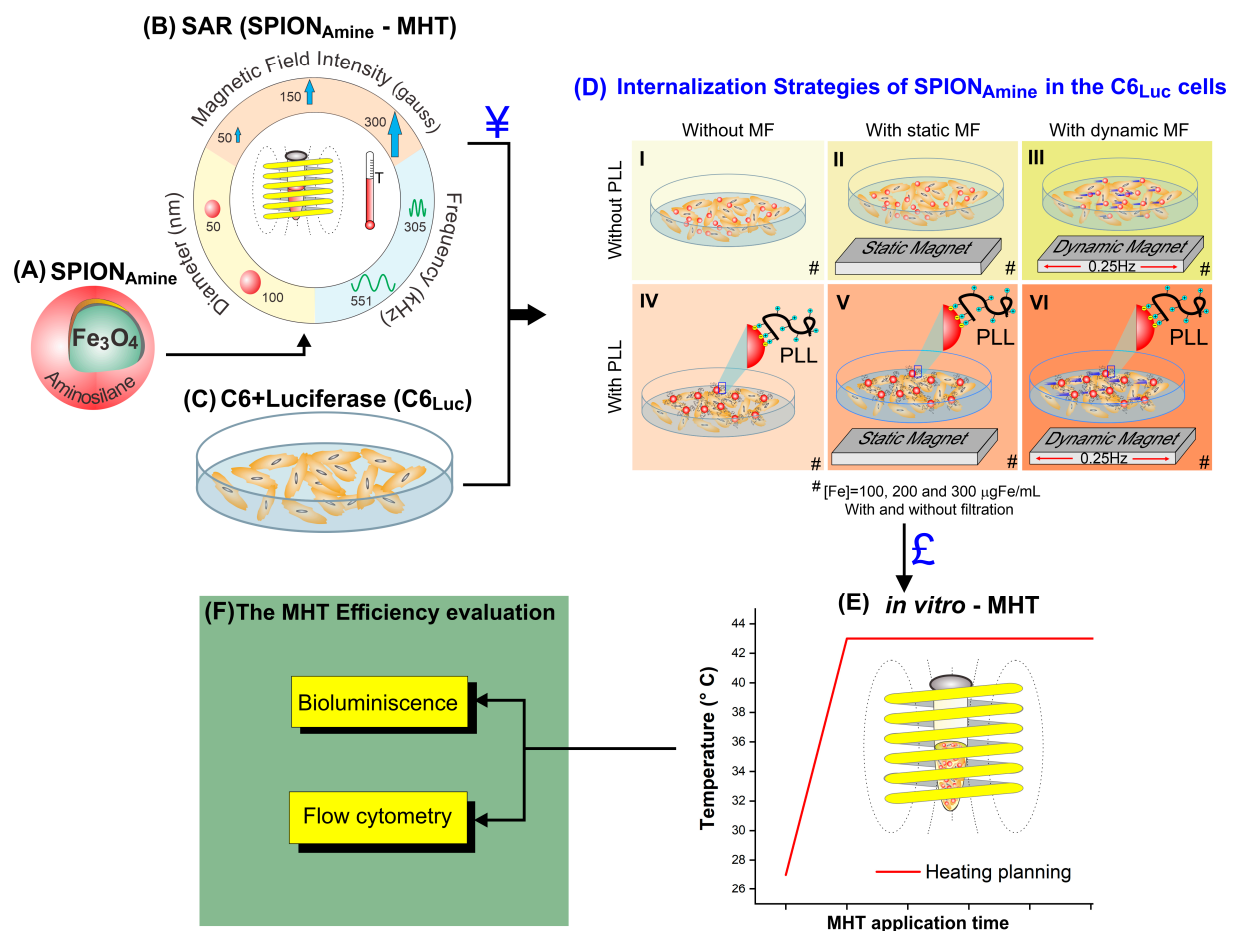 (B) SAR (SPIONAmine - MHT)
Magnetic Field Intensity (gauss)
50
150
300
¥
T
Diameter (nm)
50
100
Frequency (kHz)
305
551
(A) SPIONAmine
Fe3O4
Aminosilane
(C) C6+Luciferase (C6Luc)
(D) Internalization Strategies of SPIONAmine in the C6Luc cells
Without MF
With static MF
With dynamic MF
Without PLL
I
#
II
Static Magnet
#
III
Dynamic Magnet
0.25Hz
#
With PLL
IV
PLL
#
V
PLL
Static Magnet
#
VI
PLL
Dynamic Magnet
0.25Hz
#
# [Fe]=100, 200 and 300 µgFe/mL
With and without filtration
£
(E) in vitro - MHT
Temperature (° C)
44
42
40
38
36
34
32
30
28
26
Heating planning
MHT application time
(F) The MHT Efficiency evaluation
Bioluminiscence
Flow cytometry